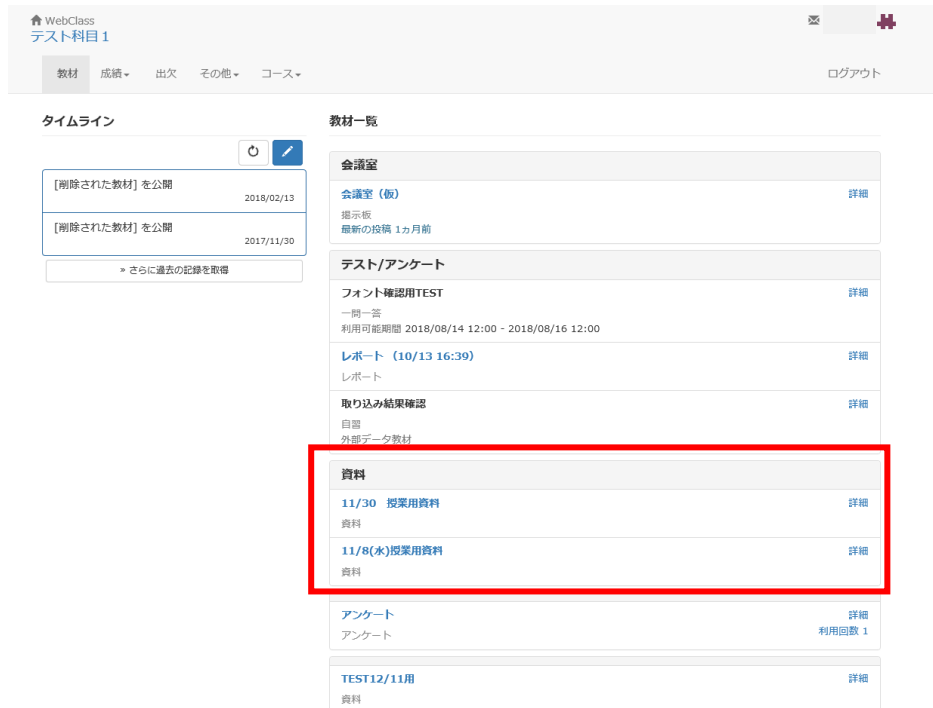 WebClass
テスト科目1
教材 成績 出欠 その他 コース ログアウト
タイムライン
[削除された教材] を公開
2018/02/13
[削除された教材] を公開
2017/11/30
» さらに過去の記録を取得
教材一覧
会議室
会議室（仮） 詳細
掲示板
最新の投稿 1ヵ月前
テスト/アンケート
フォント確認用TEST 詳細
一問一答
利用可能期間 2018/08/14 12:00 - 2018/08/16 12:00
レポート （10/13 16:39） 詳細
レポート
取り込み結果確認 詳細
自習
外部データ教材
資料
11/30　授業用資料 詳細
資料
11/8(水)授業用資料 詳細
資料
アンケート 詳細
アンケート 利用回数 1
TEST12/11用 詳細
資料